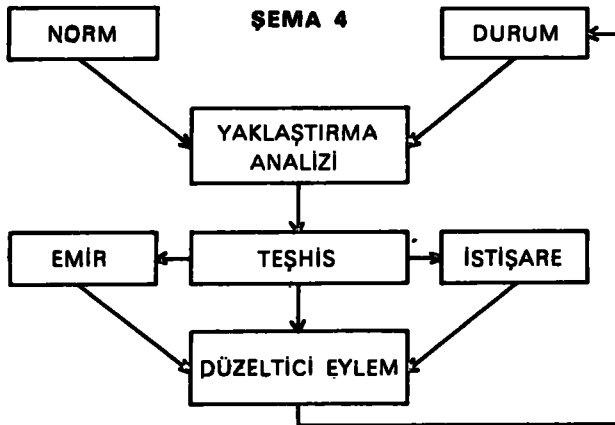 ŞEMA 4
NORM
DURUM
YAKLAŞTIRMA
ANALİZİ
EMİR
TEŞHİS
İSTİŞARE
DÜZELTİCİ EYLEM